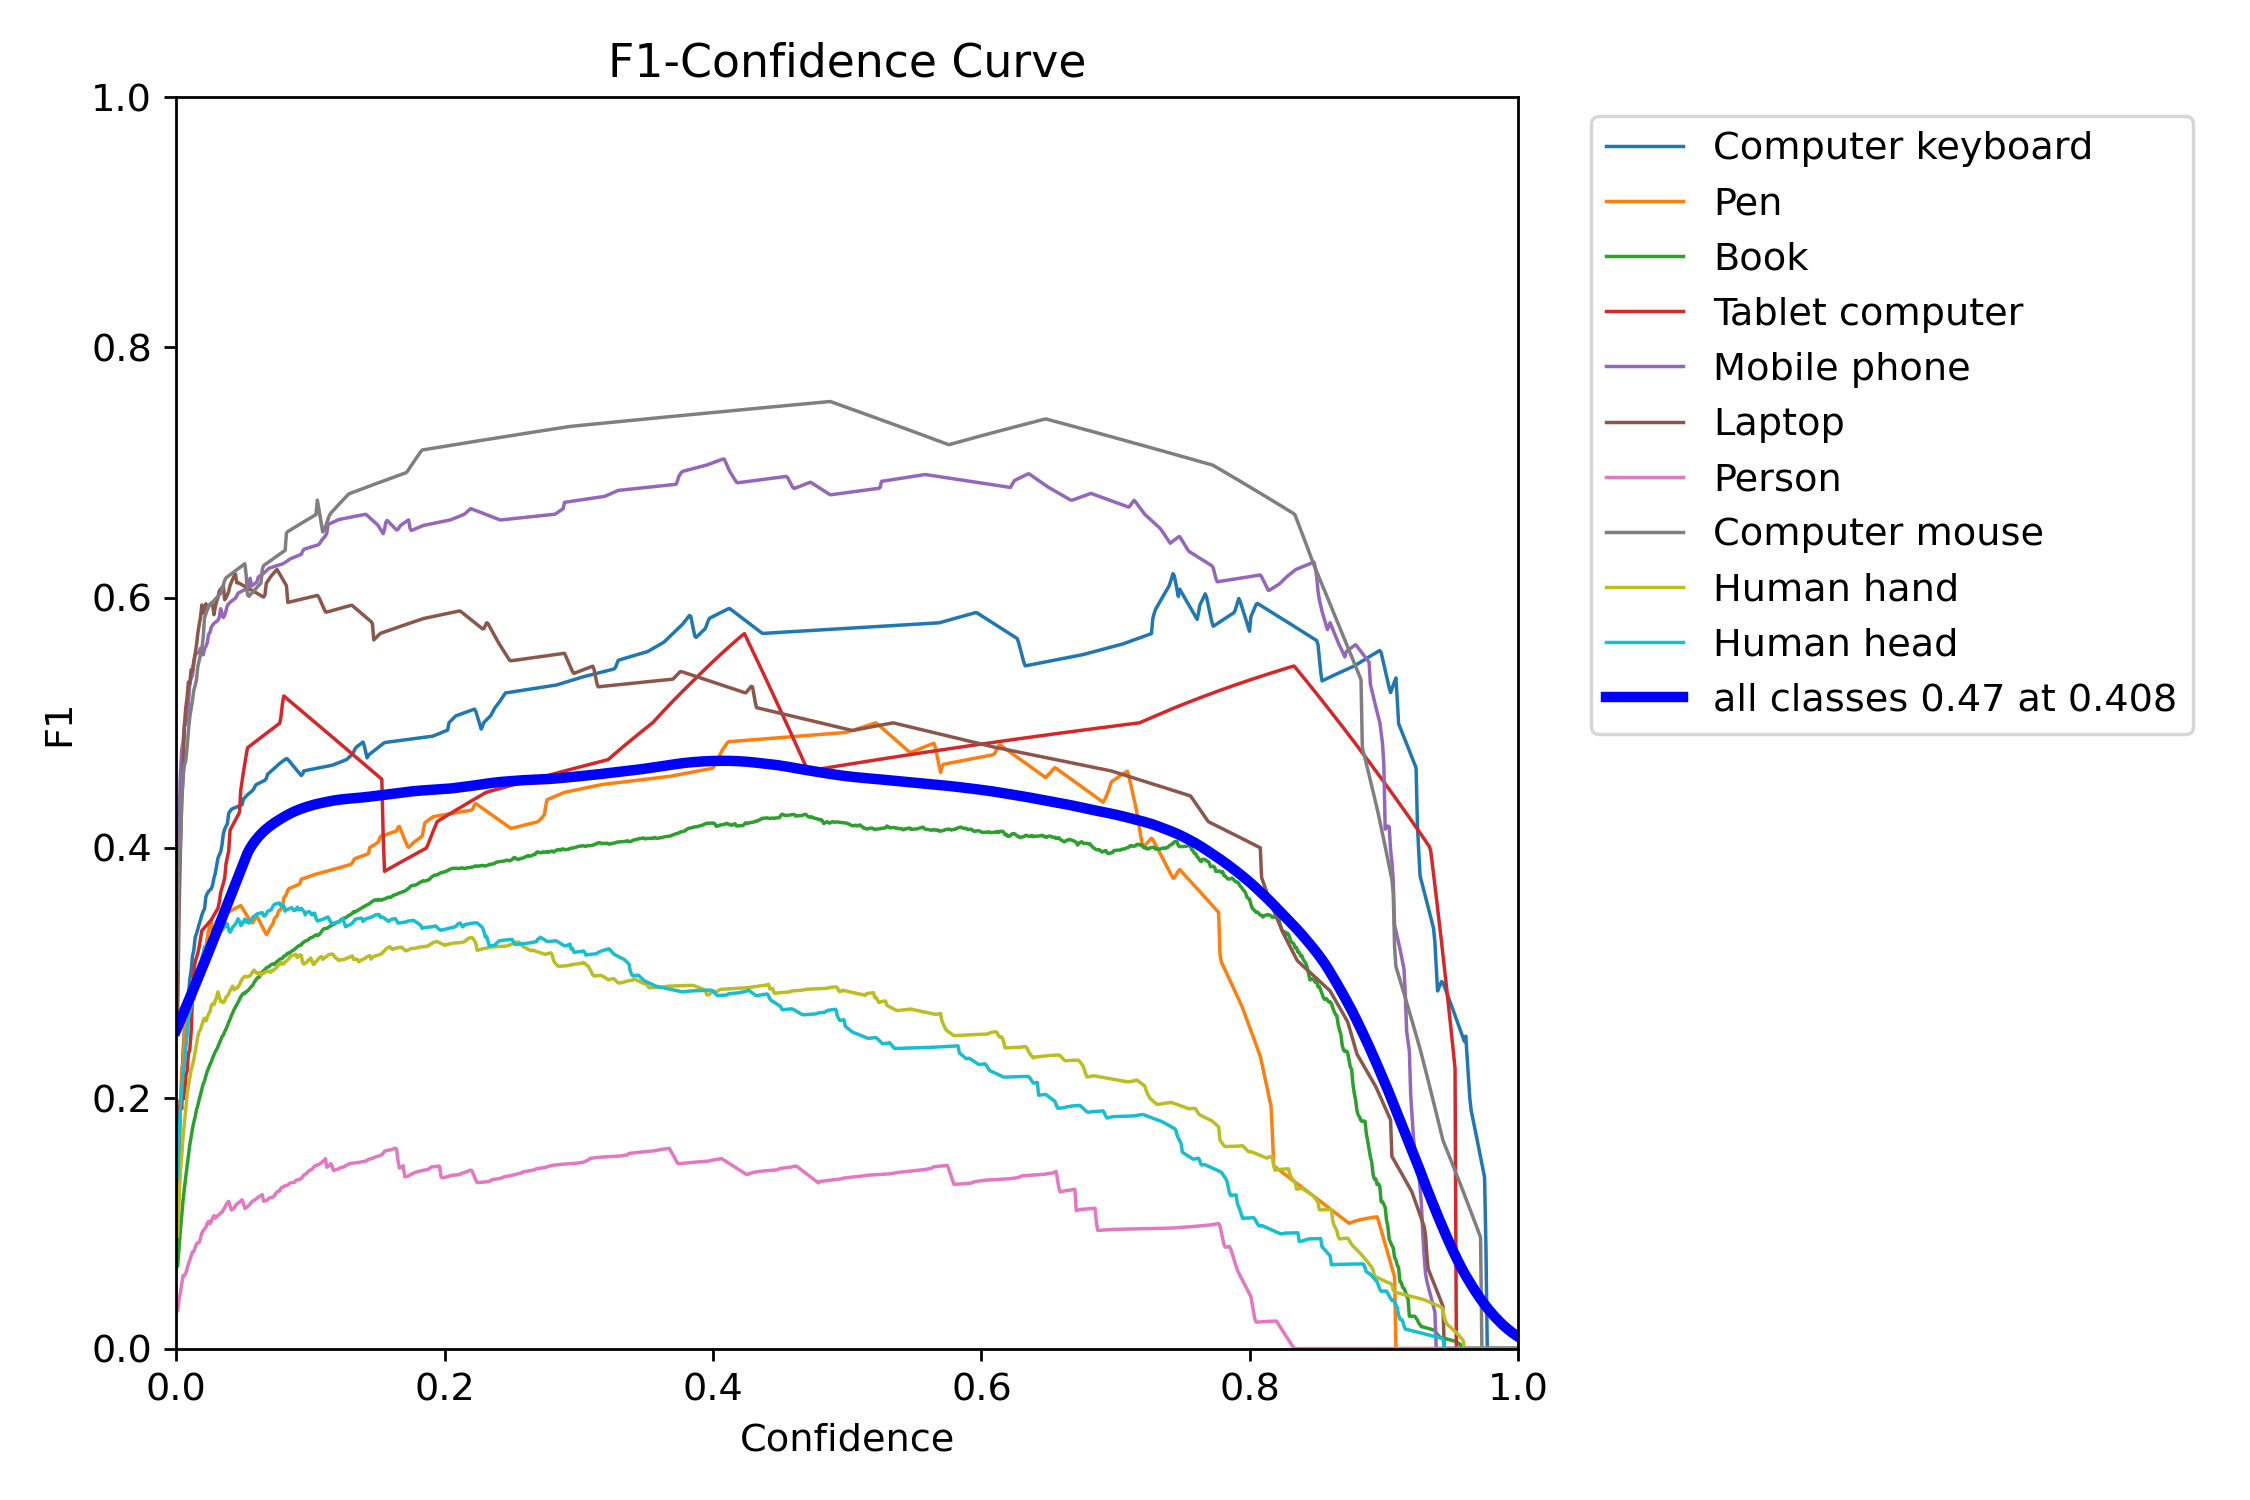 F1-Confidence Curve
1.0
0.8
0.6
0.4
0.2
0.0
F1
0.0 0.2 0.4 0.6 0.8 1.0
Confidence
Computer keyboard
Pen
Book
Tablet computer
Mobile phone
Laptop
Person
Computer mouse
Human hand
Human head
all classes 0.47 at 0.408